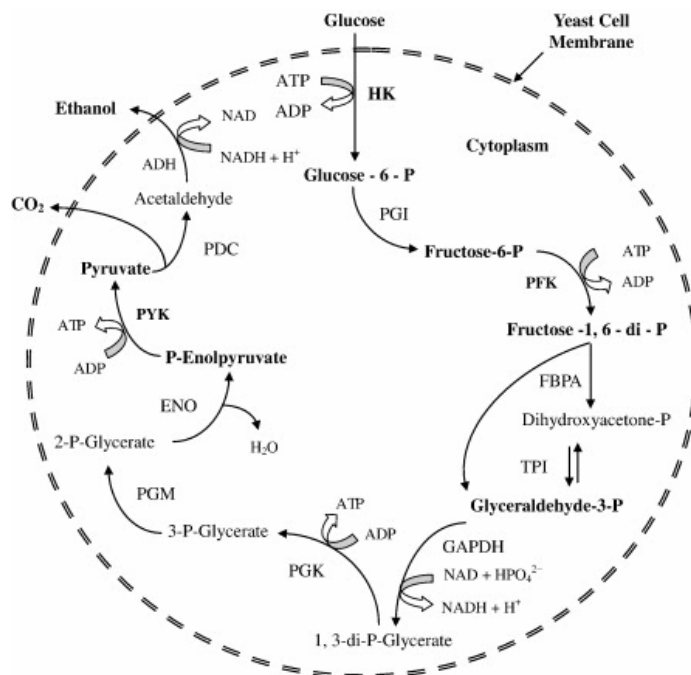 Glucose
Yeast Cell
Membrane
ATP
HK
ADP
Ethanol
NAD
NADH + H⁺
ADH
Cytoplasm
Glucose - 6 - P
Acetaldehyde
CO₂
PGI
PDC
Fructose-6-P
ATP
PFK
ADP
Pyruvate
PYK
ATP
ADP
Fructose -1, 6 - di - P
P-Enolpyruvate
FBPA
ENO
Dihydroxyacetone-P
2-P-Glycerate
H₂O
TPI
PGM
ATP
Glyceraldehyde-3-P
3-P-Glycerate
ADP
GAPDH
PGK
NAD + HPO₄²⁻
NADH + H⁺
1, 3-di-P-Glycerate